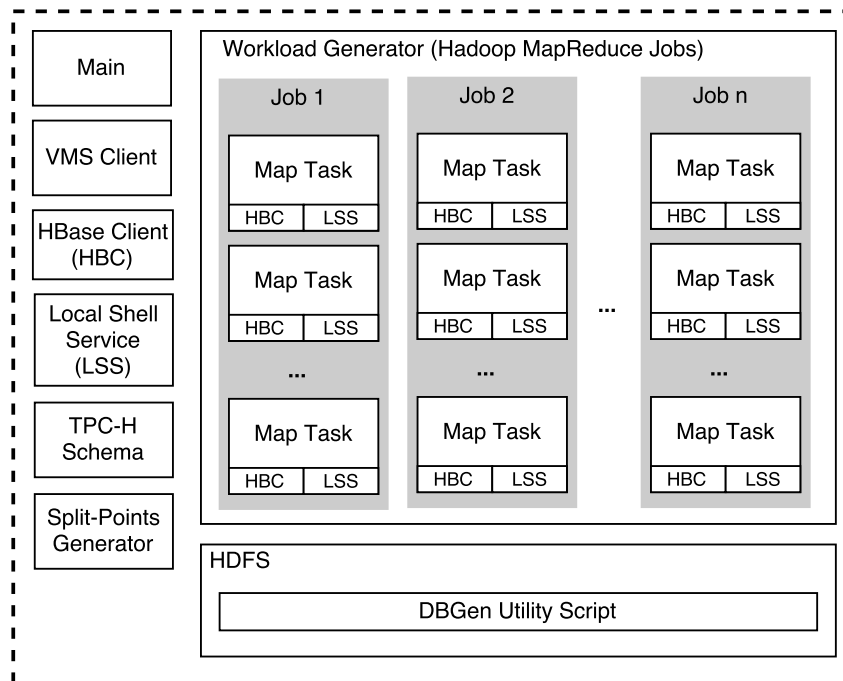 Main
VMS Client
HBase Client
(HBC)
Local Shell
Service
(LSS)
TPC-H
Schema
Split-Points
Generator
Workload Generator (Hadoop MapReduce Jobs)
Job 1
Map Task
HBC LSS
Map Task
HBC LSS
...
Map Task
HBC LSS
Job 2
Map Task
HBC LSS
Map Task
HBC LSS
...
Map Task
HBC LSS
...
Job n
Map Task
HBC LSS
Map Task
HBC LSS
...
Map Task
HBC LSS
HDFS
DBGen Utility Script